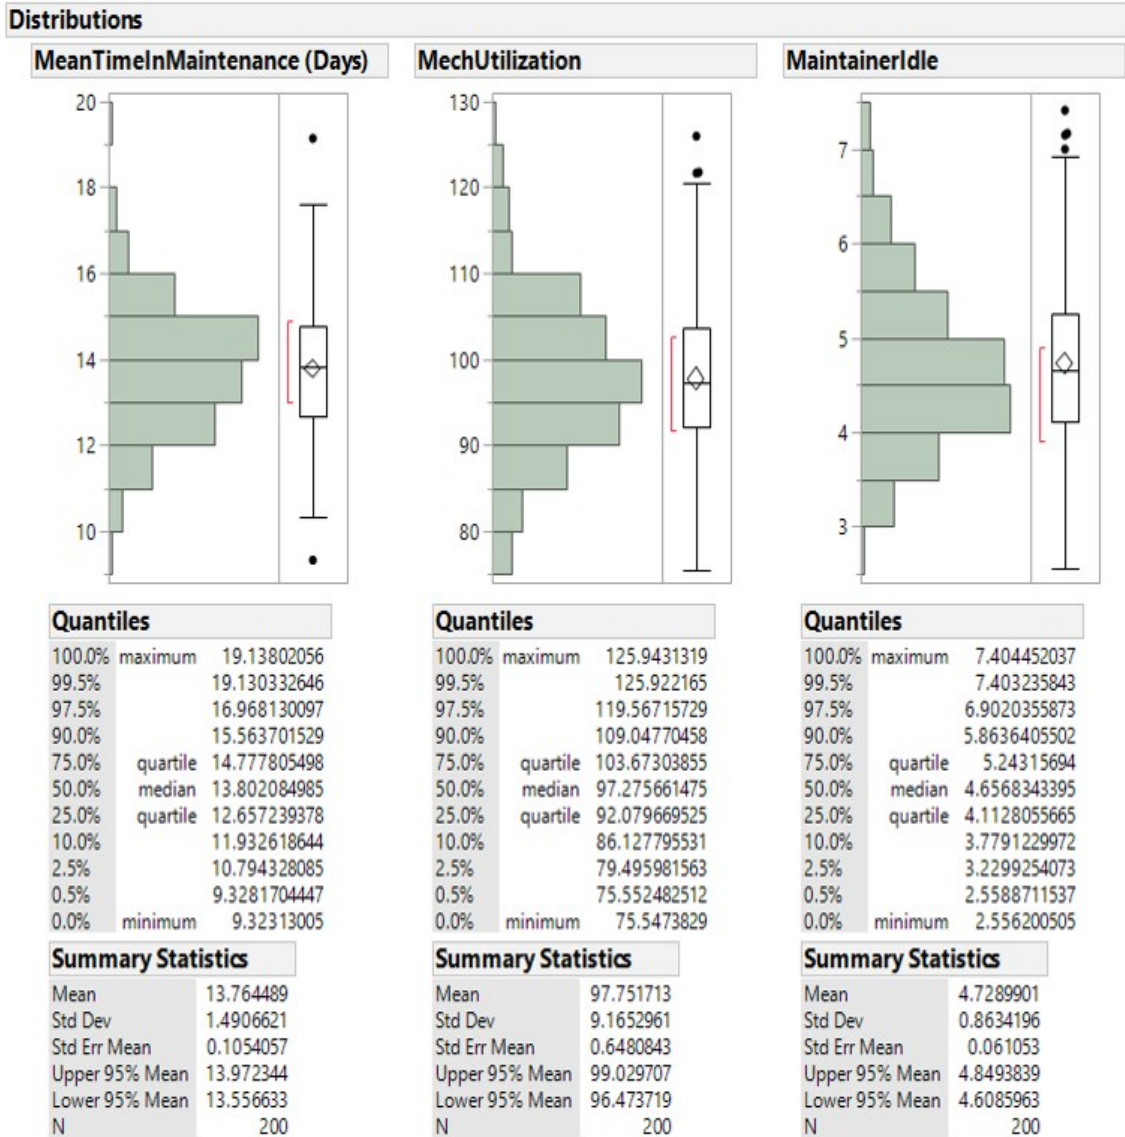 Distributions
MeanTimeInMaintenance (Days)
20
18
16
14
12
10
Quantiles
100.0% maximum 19.13802056
99.5% 19.130332646
97.5% 16.968130097
90.0% 15.563701529
75.0% quartile 14.777805498
50.0% median 13.802084985
25.0% quartile 12.657239378
10.0% 11.932618644
2.5% 10.794328085
0.5% 9.3281704447
0.0% minimum 9.32313005
Summary Statistics
Mean 13.764489
Std Dev 1.4906621
Std Err Mean 0.1054057
Upper 95% Mean 13.972344
Lower 95% Mean 13.556633
N 200
MechUtilization
130
120
110
100
90
80
Quantiles
100.0% maximum 125.9431319
99.5% 125.922165
97.5% 119.56715729
90.0% 109.04770458
75.0% quartile 103.67303855
50.0% median 97.275661475
25.0% quartile 92.079669525
10.0% 86.127795531
2.5% 79.495981563
0.5% 75.552482512
0.0% minimum 75.5473829
Summary Statistics
Mean 97.751713
Std Dev 9.1652961
Std Err Mean 0.6480843
Upper 95% Mean 99.029707
Lower 95% Mean 96.473719
N 200
MaintainerIdle
7
6
5
4
3
Quantiles
100.0% maximum 7.404452037
99.5% 7.403235843
97.5% 6.9020355873
90.0% 5.8636405502
75.0% quartile 5.24315694
50.0% median 4.6568343395
25.0% quartile 4.1128055665
10.0% 3.7791229972
2.5% 3.2299254073
0.5% 2.5588711537
0.0% minimum 2.556200505
Summary Statistics
Mean 4.7289901
Std Dev 0.8634196
Std Err Mean 0.061053
Upper 95% Mean 4.8493839
Lower 95% Mean 4.6085963
N 200